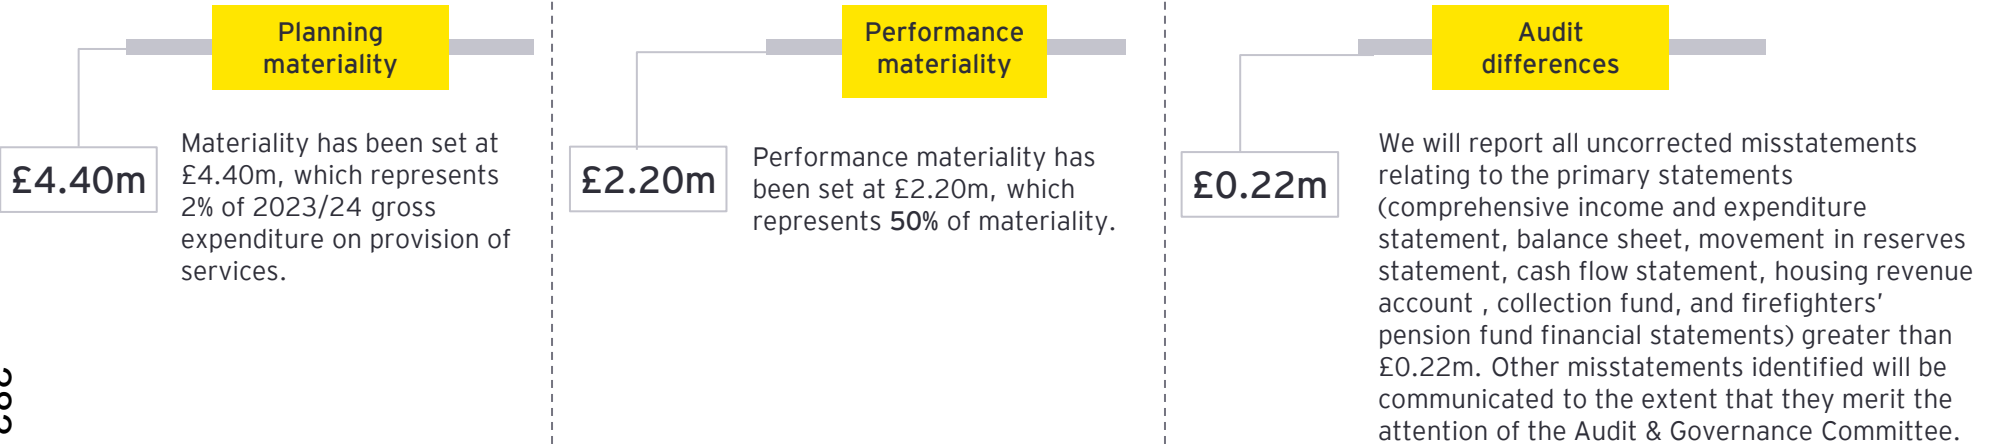 Planning
materiality
£4.40m
Materiality has been set at
£4.40m, which represents
2% of 2023/24 gross
expenditure on provision of
services.
Performance
materiality
£2.20m
Performance materiality has
been set at £2.20m, which
represents 50% of materiality.
Audit
differences
£0.22m
We will report all uncorrected misstatements
relating to the primary statements
(comprehensive income and expenditure
statement, balance sheet, movement in reserves
statement, cash flow statement, housing revenue
account , collection fund, and firefighters’
pension fund financial statements) greater than
£0.22m. Other misstatements identified will be
communicated to the extent that they merit the
attention of the Audit & Governance Committee.